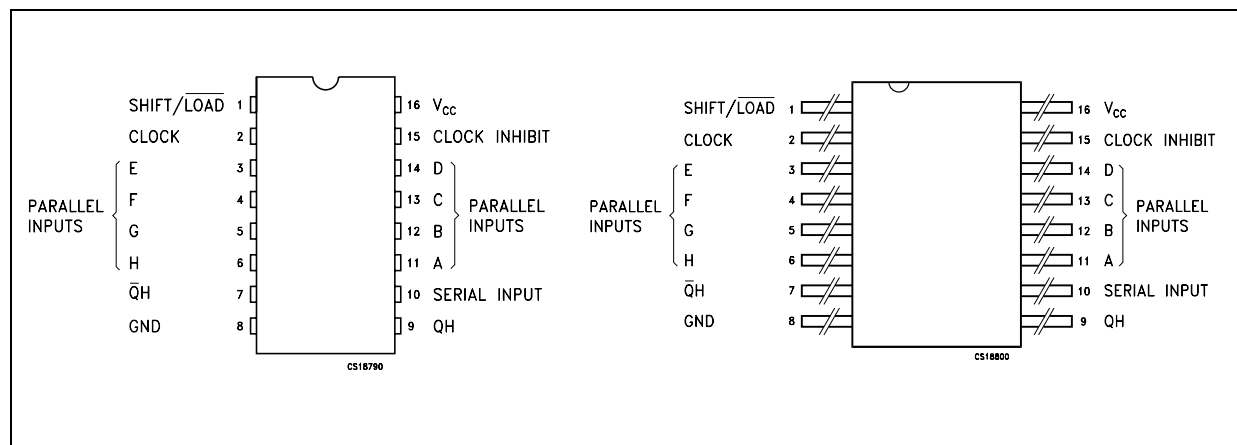 SHIFT/LOAD 1 16 VCC
CLOCK 2 15 CLOCK INHIBIT
E 3 14 D
F 4 13 C
PARALLEL INPUTS
PARALLEL INPUTS
G 5 12 B
H 6 11 A
Q̅H 7 10 SERIAL INPUT
GND 8 9 QH
CS18790
SHIFT/LOAD 1 16 VCC
CLOCK 2 15 CLOCK INHIBIT
E 3 14 D
F 4 13 C
PARALLEL INPUTS
PARALLEL INPUTS
G 5 12 B
H 6 11 A
Q̅H 7 10 SERIAL INPUT
GND 8 9 QH
CS18800